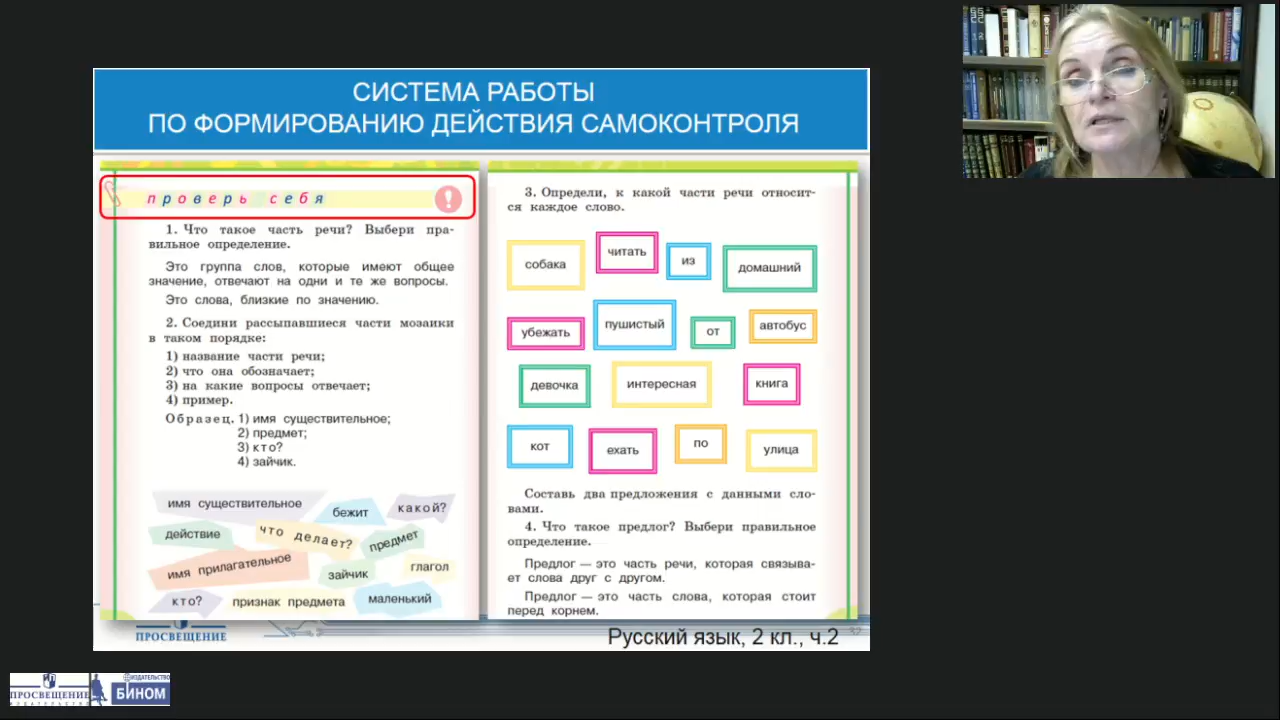 СИСТЕМА РАБОТЫ
ПО ФОРМИРОВАНИЮ ДЕЙСТВИЯ САМОКОНТРОЛЯ
проверь себя
!
1. Что такое часть речи? Выбери пра-
вильное определение.
Это группа слов, которые имеют общее
значение, отвечают на одни и те же вопросы.
Это слова, близкие по значению.
2. Соедини рассыпавшиеся части мозаики
в таком порядке:
1) название части речи;
2) что она обозначает;
3) на какие вопросы отвечает;
4) пример.
Образец. 1) имя существительное;
2) предмет;
3) кто?
4) зайчик.
имя существительное
бежит
какой?
действие
что делает?
предмет
имя прилагательное
зайчик
глагол
кто?
признак предмета
маленький
3. Определи, к какой части речи относит-
ся каждое слово.
собака
читать
из
домашний
убежать
пушистый
от
автобус
девочка
интересная
книга
кот
ехать
по
улица
Составь два предложения с данными сло-
вами.
4. Что такое предлог? Выбери правильное
определение.
Предлог — это часть речи, которая связыва-
ет слова друг с другом.
Предлог — это часть слова, которая стоит
перед корнем.
ПРОСВЕЩЕНИЕ
Русский язык, 2 кл., ч.2
ПРОСВЕЩЕНИЕ
ИЗДАТЕЛЬСТВО
ИЗДАТЕЛЬСТВО
БИНОМ